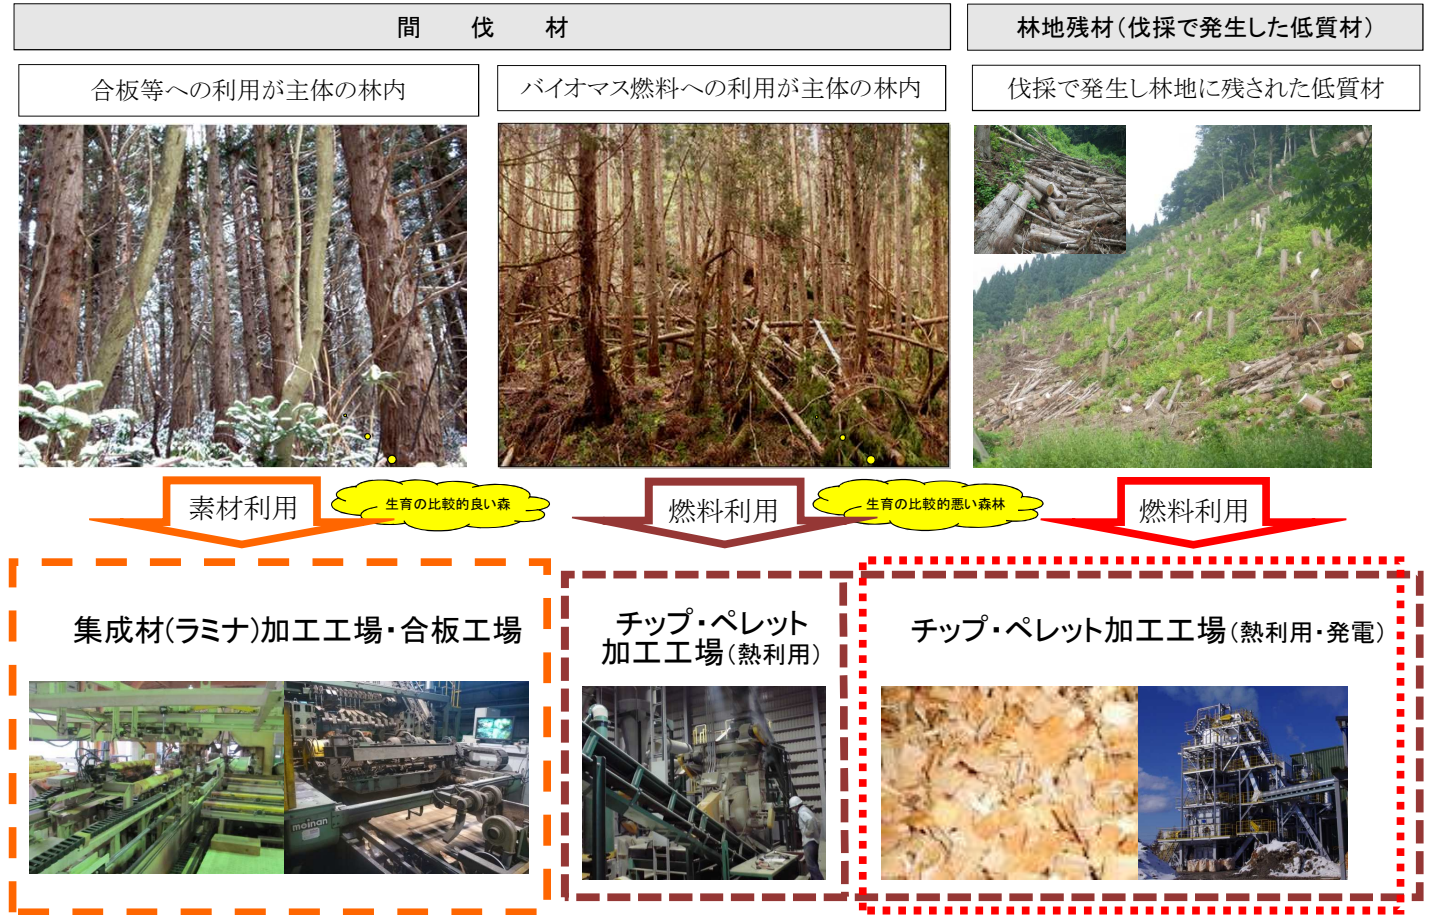 間 伐 材
林地残材(伐採で発生した低質材)
合板等への利用が主体の林内
バイオマス燃料への利用が主体の林内
伐採で発生し林地に残された低質材
素材利用
生育の比較的良い森
燃料利用
生育の比較的悪い森林
燃料利用
集成材(ラミナ)加工工場・合板工場
チップ・ペレット
加工工場(熱利用)
チップ・ペレット加工工場(熱利用・発電)
meinan